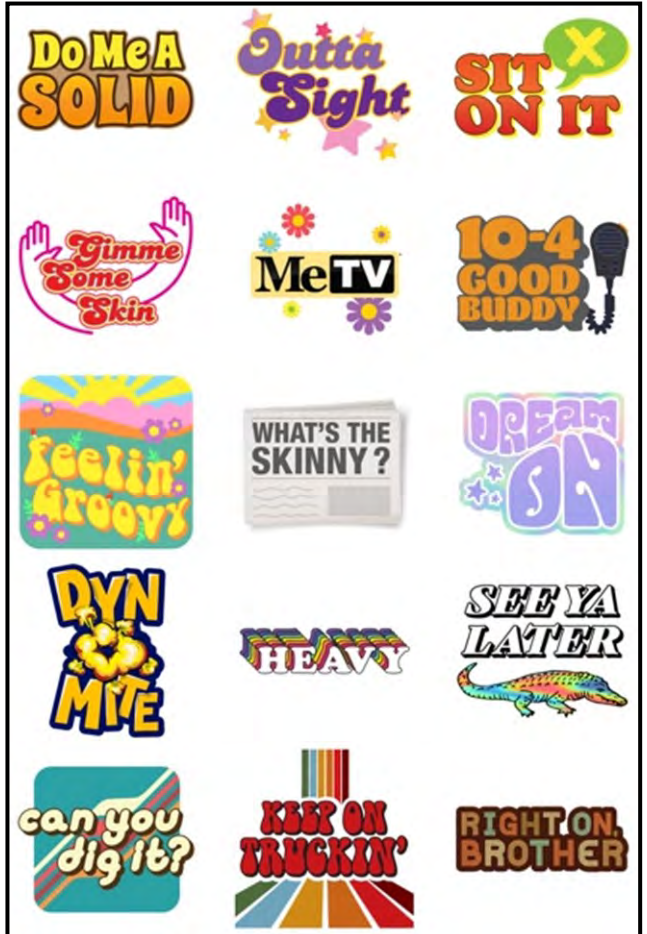 Do Me A
SOLID
Outta
Sight
X
SIT
ON IT
Gimme
Some
Skin
MeTV
10-4
GOOD
BUDDY
feelin'
Groovy
WHAT'S THE
SKINNY?
DREAM
ON
DYN
MITE
HEAVY
SEE YA
LATER
can you
dig it?
KEEP ON
TRUCKIN'
RIGHT ON,
BROTHER